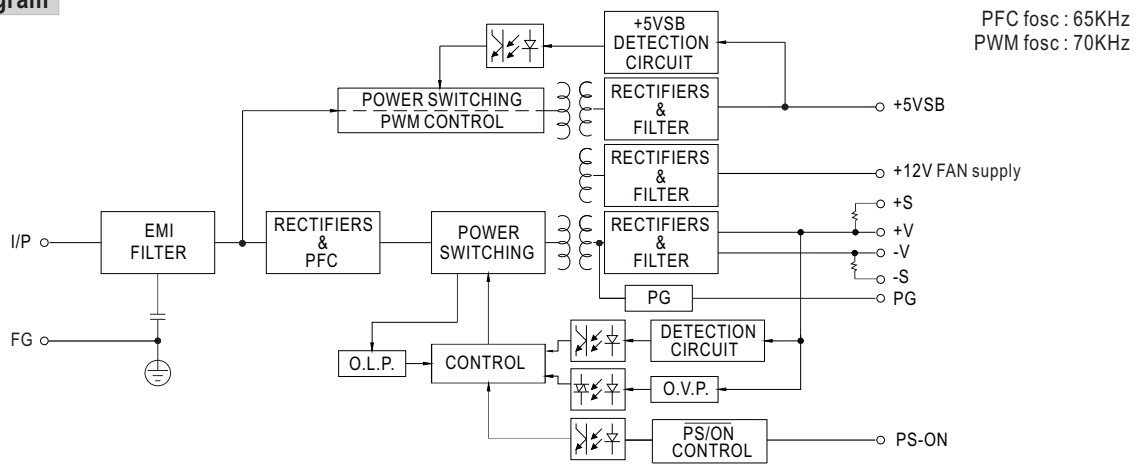 gram
PFC fosc : 65KHz
PWM fosc : 70KHz
+5VSB
DETECTION
CIRCUIT
POWER SWITCHING
PWM CONTROL
RECTIFIERS
&
FILTER
+5VSB
RECTIFIERS
&
FILTER
+12V FAN supply
I/P
EMI
FILTER
RECTIFIERS
&
PFC
POWER
SWITCHING
RECTIFIERS
&
FILTER
+S
+V
-V
-S
PG
PG
FG
O.L.P.
CONTROL
DETECTION
CIRCUIT
O.V.P.
PS/ON
CONTROL
PS-ON